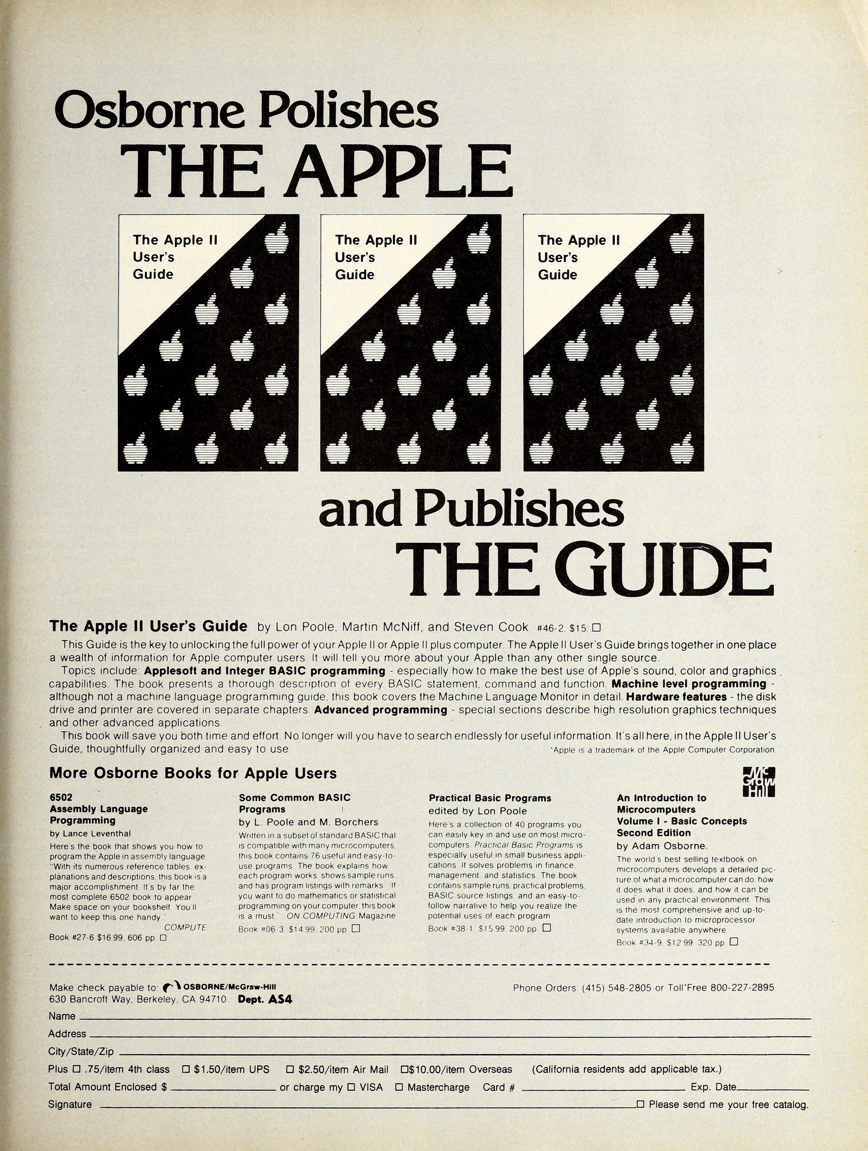 Osborne Polishes
THE APPLE
The Apple II
User's
Guide
The Apple II
User's
Guide
The Apple II
User's
Guide
and Publishes
THE GUIDE
The Apple II User's Guide by Lon Poole, Martin McNiff, and Steven Cook #46-2, $15 ☐
This Guide is the key to unlocking the full power of your Apple II or Apple II plus computer. The Apple II User's Guide brings together in one place
a wealth of information for Apple computer users. It will tell you more about your Apple than any other single source.
Topics include: Applesoft and Integer BASIC programming - especially how to make the best use of Apple's sound, color and graphics
capabilities. The book presents a thorough description of every BASIC statement, command and function. Machine level programming -
although not a machine language programming guide, this book covers the Machine Language Monitor in detail. Hardware features - the disk
drive and printer are covered in separate chapters. Advanced programming - special sections describe high resolution graphics techniques
and other advanced applications.
This book will save you both time and effort. No longer will you have to search endlessly for useful information. It's all here, in the Apple II User's
Guide, thoughtfully organized and easy to use.
*Apple is a trademark of the Apple Computer Corporation.
More Osborne Books for Apple Users
Mc
Graw
Hill
6502
Assembly Language
Programming
by Lance Leventhal
Here's the book that shows you how to
program the Apple in assembly language.
"With its numerous reference tables, ex-
planations and descriptions, this book is a
major accomplishment. It's by far the
most complete 6502 book to appear.
Make space on your bookshelf. You'll
want to keep this one handy."
COMPUTE
Book #27-6 $16.99, 606 pp ☐
Some Common BASIC
Programs
by L. Poole and M. Borchers
Written in a subset of standard BASIC that
is compatible with many microcomputers,
this book contains 76 useful and easy-to-
use programs. The book explains how
each program works, shows sample runs,
and has program listings with remarks. "If
you want to do mathematics or statistical
programming on your computer, this book
is a must." ON COMPUTING Magazine
Book #06-3 $14.99, 200 pp ☐
Practical Basic Programs
edited by Lon Poole
Here's a collection of 40 programs you
can easily key in and use on most micro-
computers. Practical Basic Programs is
especially useful in small business appli-
cations. It solves problems in finance,
management, and statistics. The book
contains sample runs, practical problems,
BASIC source listings, and an easy-to-
follow narrative to help you realize the
potential uses of each program.
Book #38-1 $15.99, 200 pp ☐
An Introduction to
Microcomputers
Volume I - Basic Concepts
Second Edition
by Adam Osborne.
The world's best selling textbook on
microcomputers develops a detailed pic-
ture of what a microcomputer can do, how
it does what it does, and how it can be
used in any practical environment. This
is the most comprehensive and up-to-
date introduction to microprocessor
systems available anywhere.
Book #34-9, $12.99, 320 pp ☐
Make check payable to: OSBORNE/McGraw-Hill
630 Bancroft Way, Berkeley, CA 94710 Dept. AS4
Phone Orders: (415) 548-2805 or Toll*Free 800-227-2895
Name
Address
City/State/Zip
Plus ☐ .75/item 4th class ☐ $1.50/item UPS ☐ $2.50/item Air Mail ☐$10.00/item Overseas (California residents add applicable tax.)
Total Amount Enclosed $ or charge my ☐ VISA ☐ Mastercharge Card # Exp. Date
Signature ☐ Please send me your free catalog.